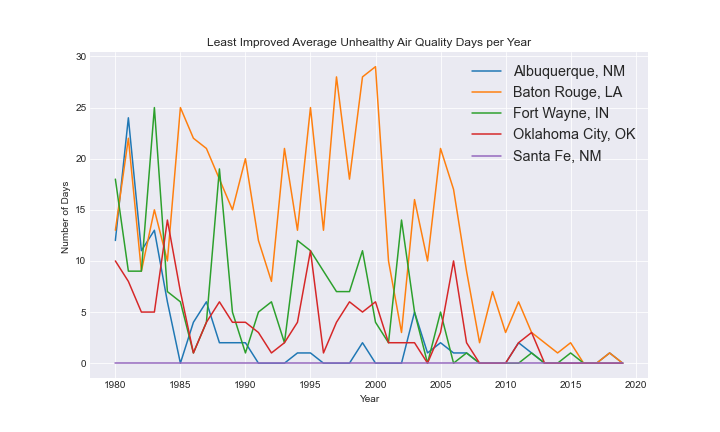 Least Improved Average Unhealthy Air Quality Days per Year
30
25
20
15
10
5
0
Number of Days
Albuquerque, NM
Baton Rouge, LA
Fort Wayne, IN
Oklahoma City, OK
Santa Fe, NM
1980 1985 1990 1995 2000 2005 2010 2015 2020
Year